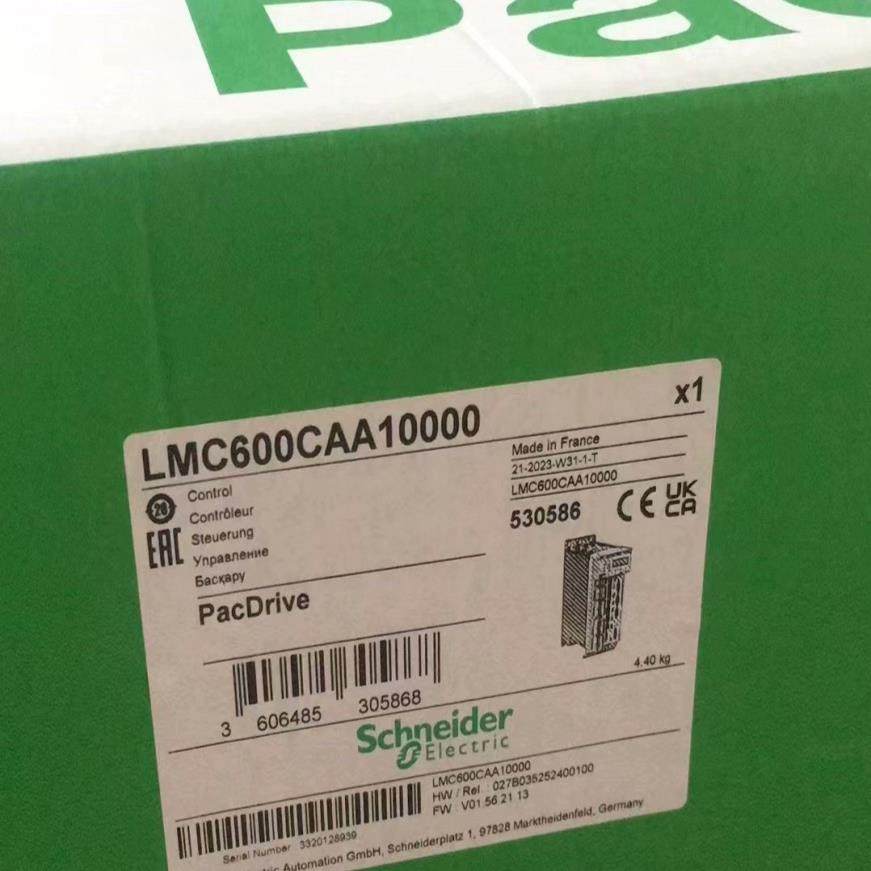 Pac
LMC600CAA10000
x1
Control
Contrôleur
Steuerung
Управление
Басқару
PacDrive
20
EAC
Made in France
21-2023-W31-1-T
LMC600CAA10000
530586
CE UK
CA
4.40 kg
3 606485 305868
Schneider
Electric
LMC600CAA10000
HW / Rel : 027B035252400100
FW : V01.56.21.13
Serial Number 3320128939
Automation GmbH, Schneiderplatz 1, 97828 Marktheidenfeld, Germany